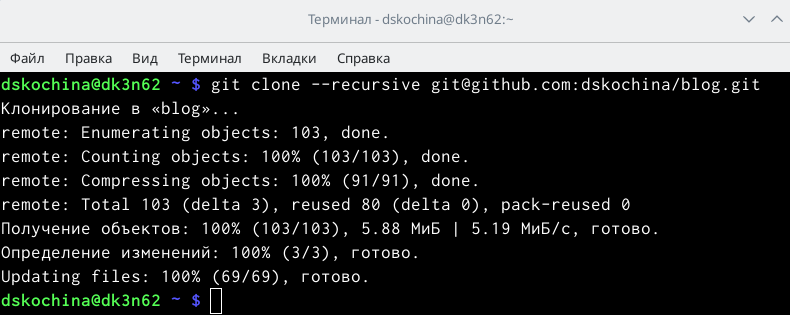 Терминал - dskochina@dk3n62:~
Файл Правка Вид Терминал Вкладки Справка
dskochina@dk3n62 ~ $ git clone --recursive git@github.com:dskochina/blog.git
Клонирование в «blog»...
remote: Enumerating objects: 103, done.
remote: Counting objects: 100% (103/103), done.
remote: Compressing objects: 100% (91/91), done.
remote: Total 103 (delta 3), reused 80 (delta 0), pack-reused 0
Получение объектов: 100% (103/103), 5.88 МиБ | 5.19 МиБ/с, готово.
Определение изменений: 100% (3/3), готово.
Updating files: 100% (69/69), готово.
dskochina@dk3n62 ~ $